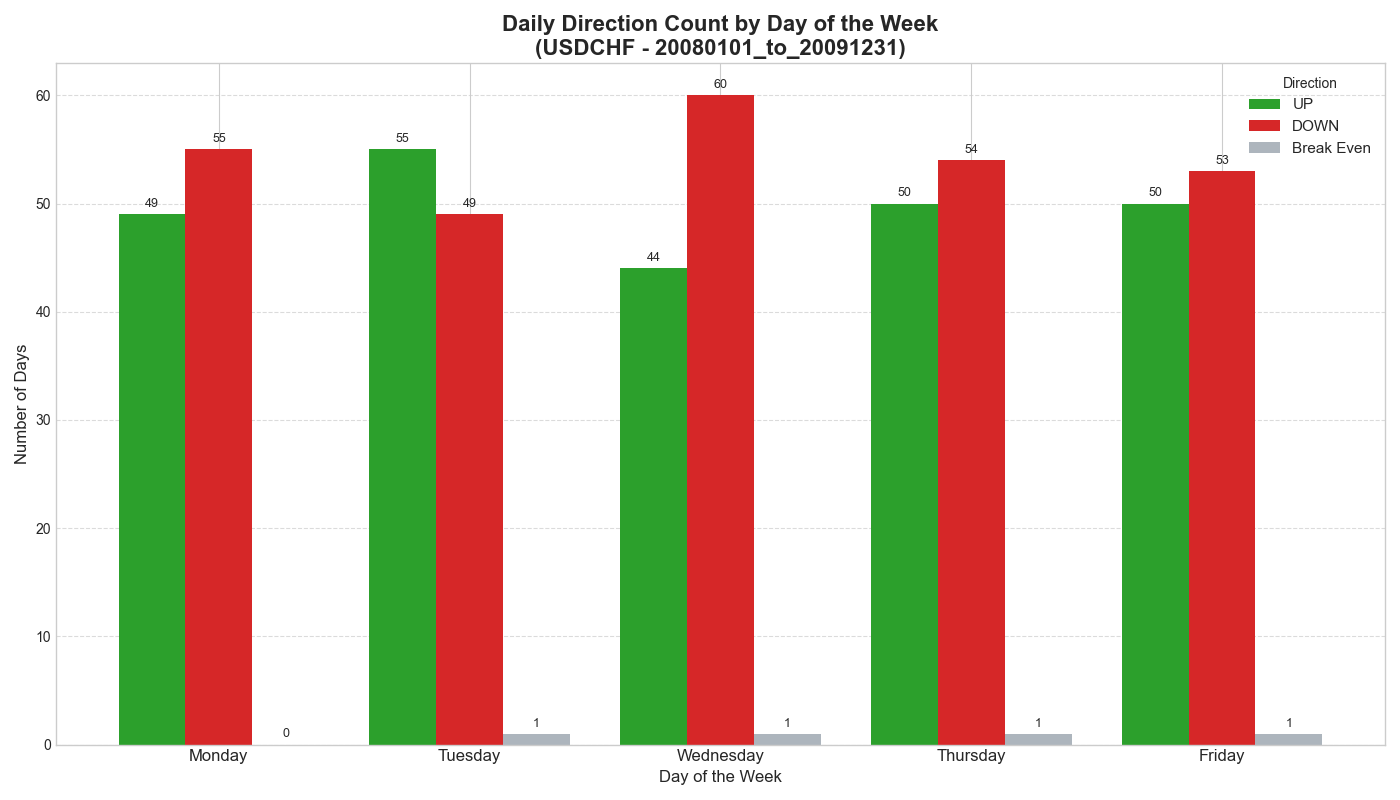 Daily Direction Count by Day of the Week
(USDCHF - 20080101_to_20091231)
Direction
UP
DOWN
Break Even
Number of Days
60
50
40
30
20
10
0
49
55
0
55
49
1
44
60
1
50
54
1
50
53
1
Monday
Tuesday
Wednesday
Thursday
Friday
Day of the Week